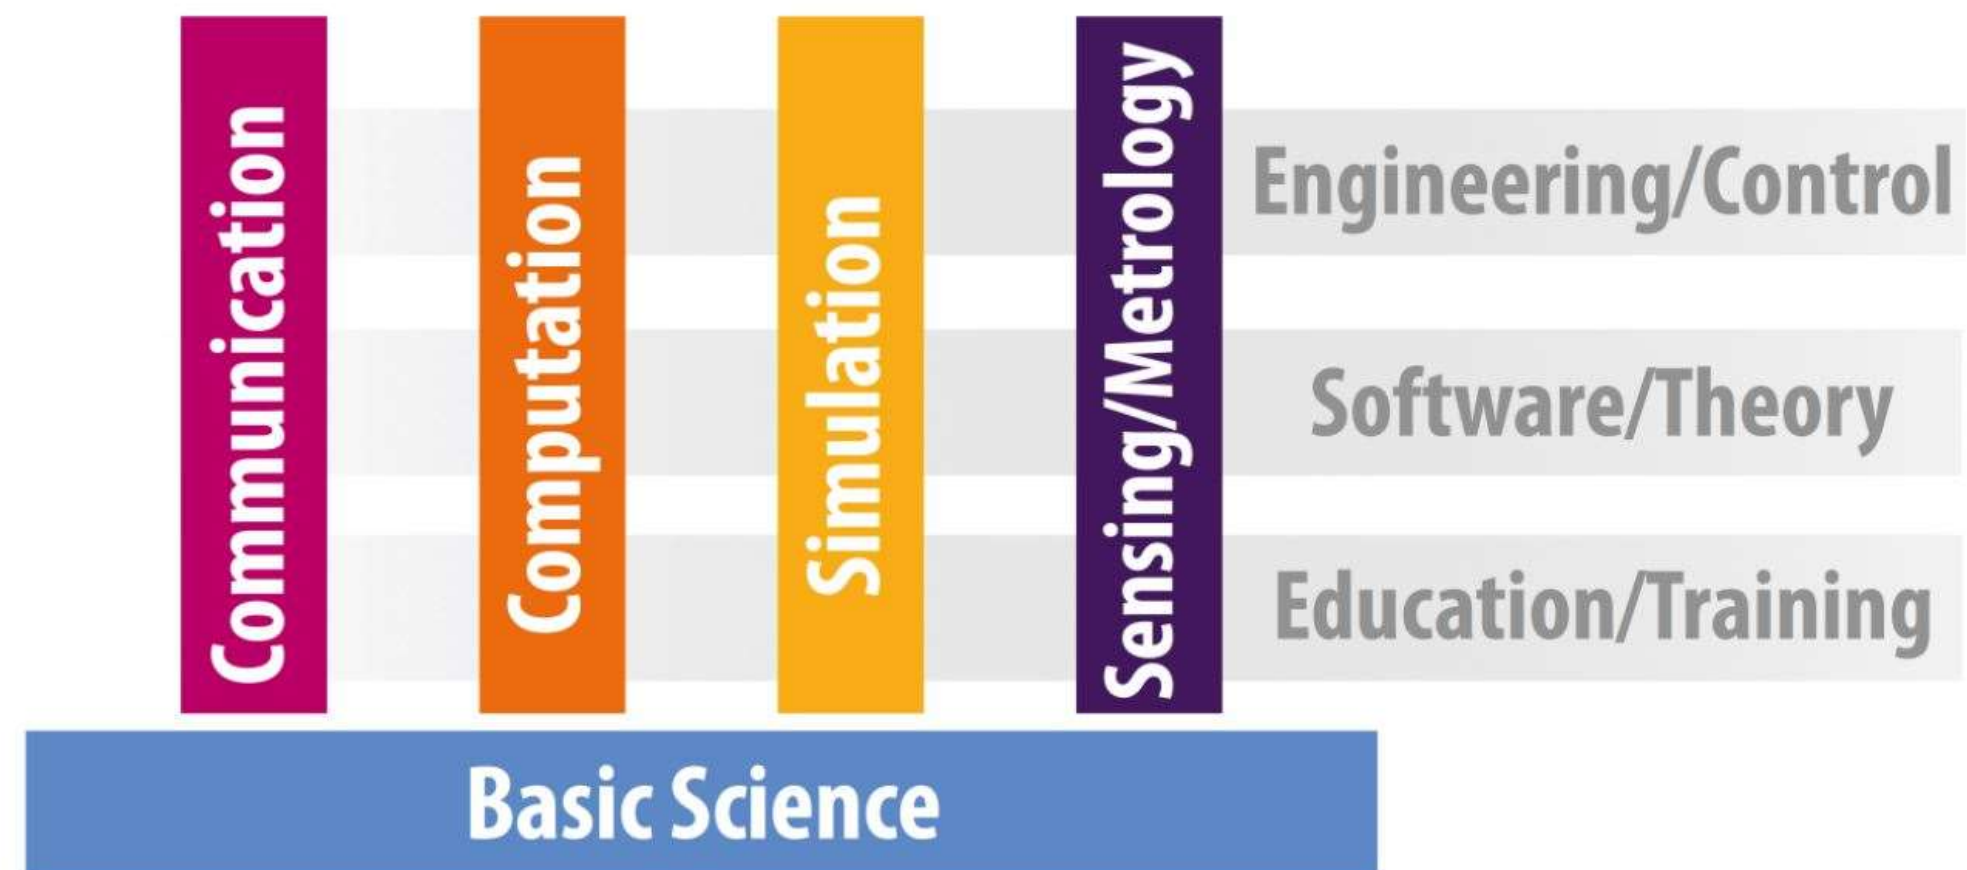 Communication
Computation
Simulation
Sensing/Metrology
Engineering/Control
Software/Theory
Education/Training
Basic Science